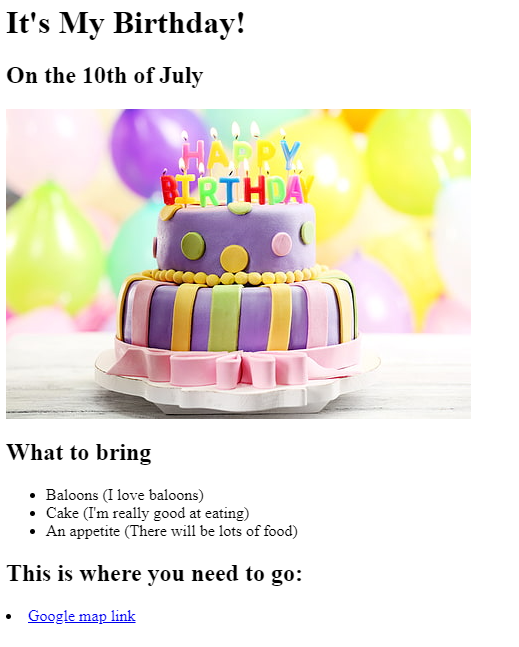 It's My Birthday!
On the 10th of July
HAPPY
BIRTHDAY
What to bring
Baloons (I love baloons)
Cake (I'm really good at eating)
An appetite (There will be lots of food)
This is where you need to go:
Google map link